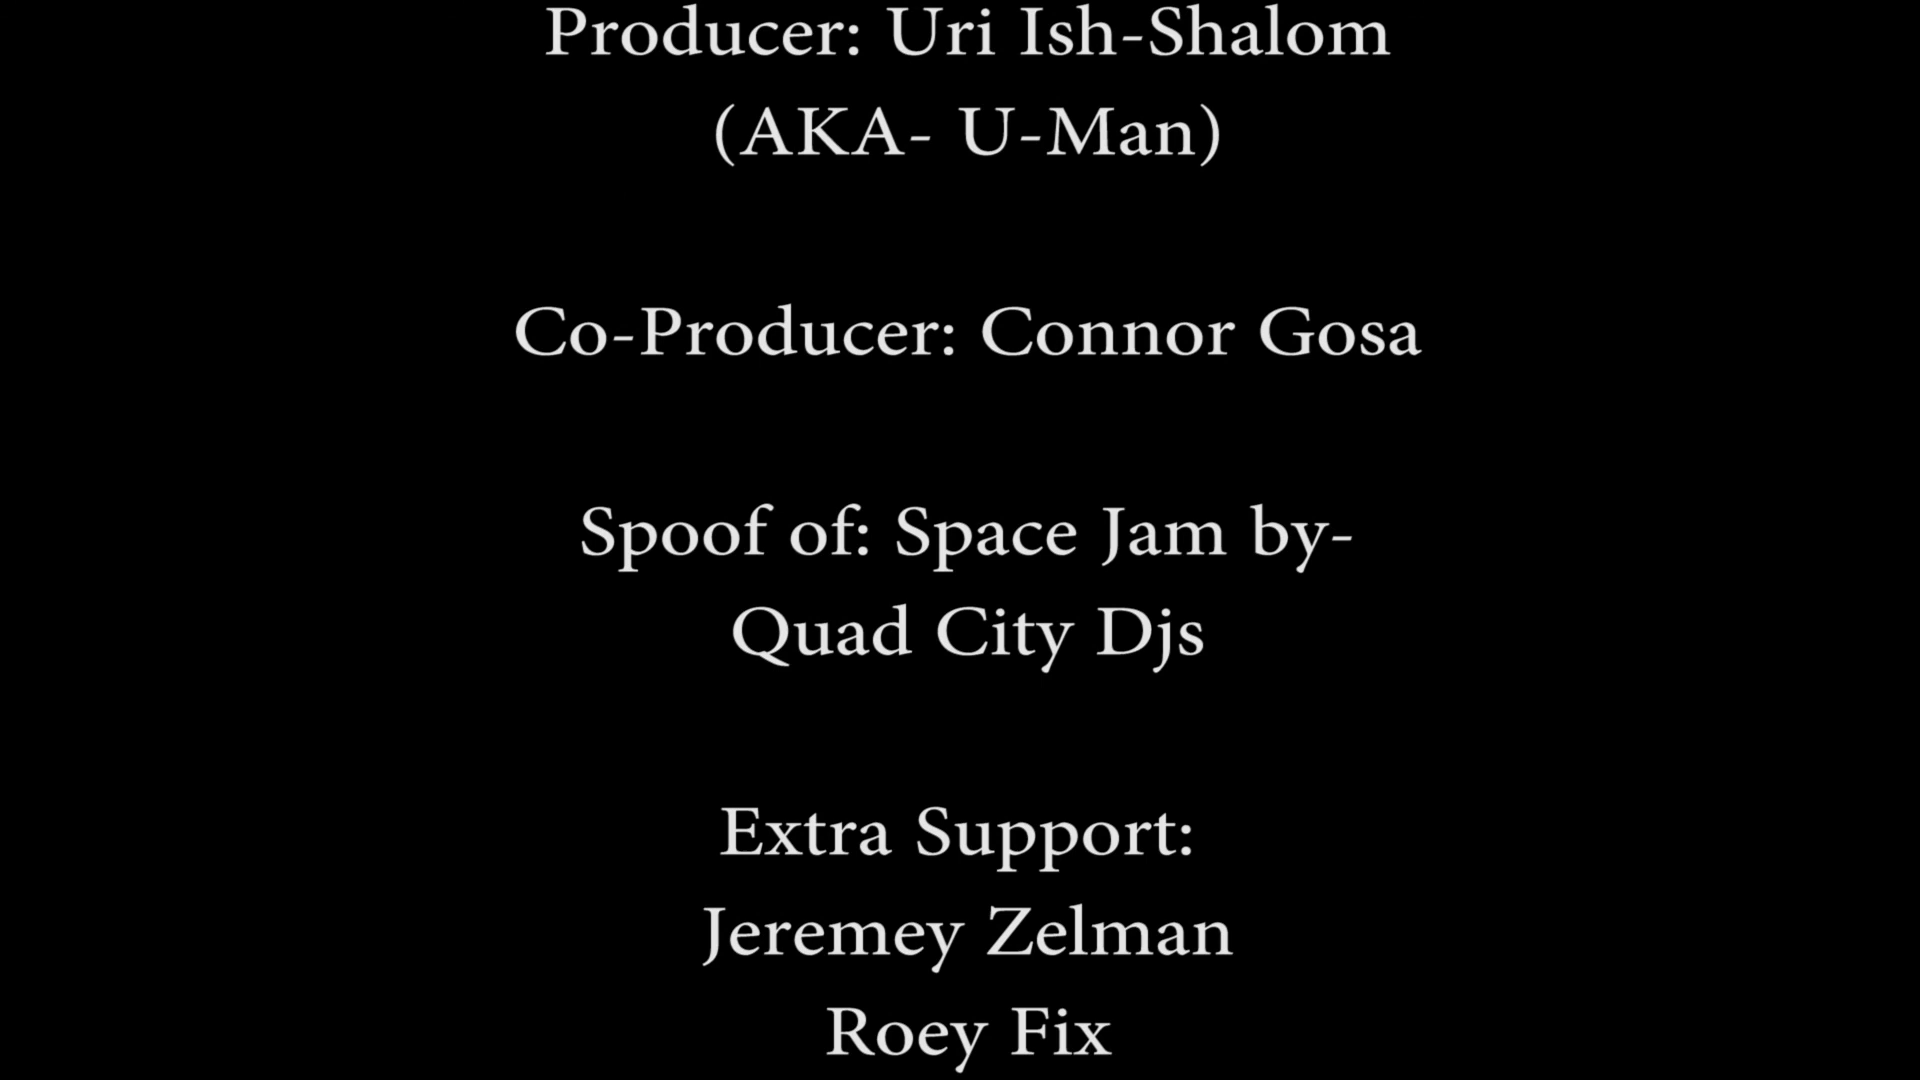 Producer: Uri Ish-Shalom
(AKA- U-Man)
Co-Producer: Connor Gosa
Spoof of: Space Jam by-
Quad City Djs
Extra Support:
Jeremey Zelman
Roey Fix